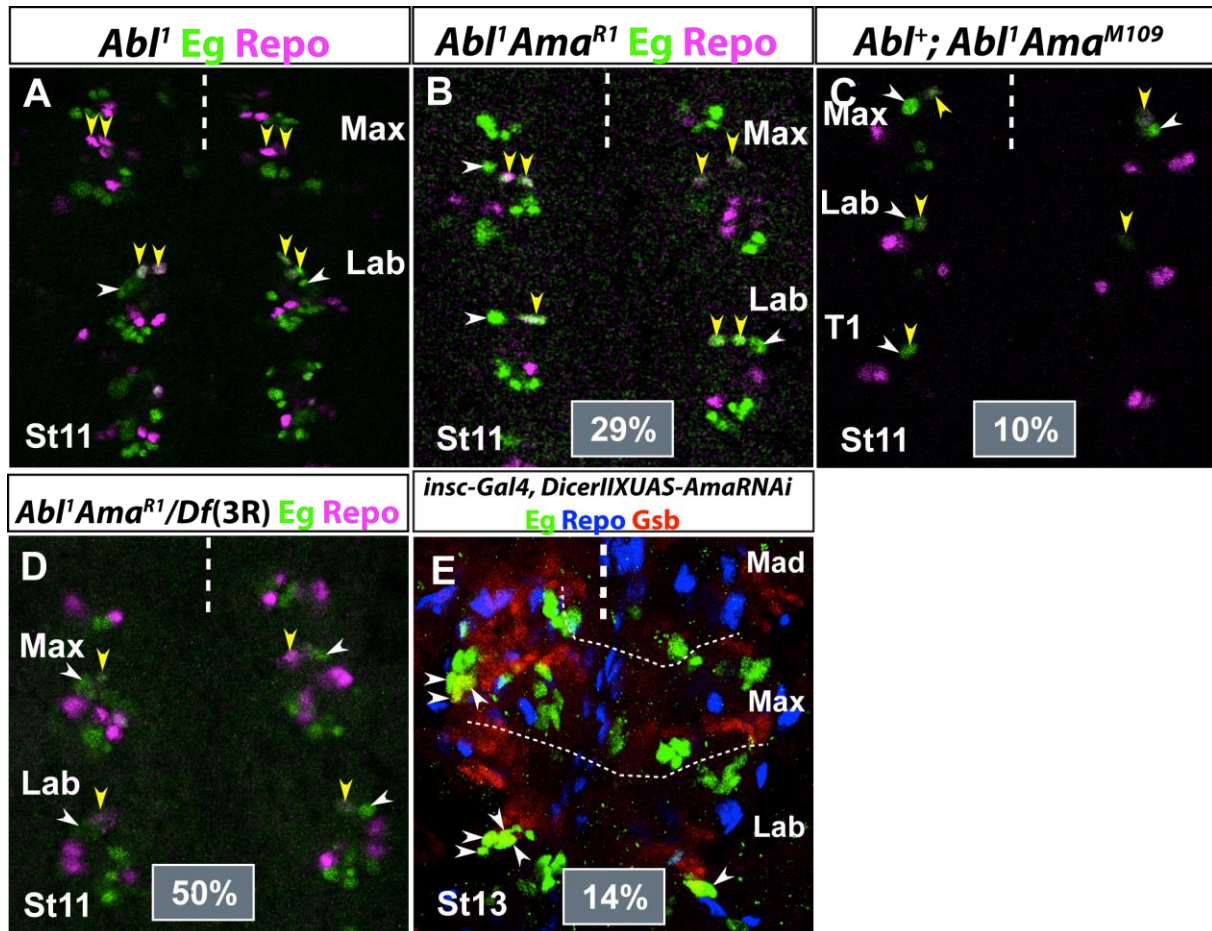 Abl¹ Eg Repo
A
Max
Lab
St11
Abl¹Ama^R1 Eg Repo
B
Max
Lab
St11
29%
Abl⁺; Abl¹Ama^M109
C
Max
Lab
T1
St11
10%
Abl¹Ama^R1/Df(3R) Eg Repo
D
Max
Lab
St11
50%
insc-Gal4, DicerIIXUAS-AmaRNAi
Eg Repo Gsb
E
Mad
Max
Lab
St13
14%